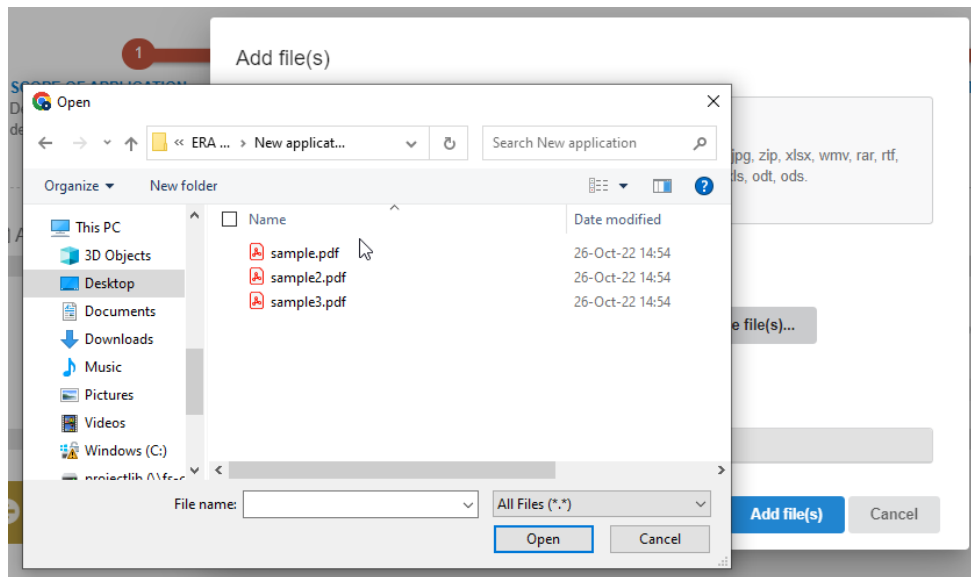 1
Add file(s)
SCOPE OF APPLICATION
De
de
Open
« ERA ... > New applicat...
Search New application
jpg, zip, xlsx, wmv, rar, rtf,
xls, odt, ods.
Organize
New folder
?
This PC
3D Objects
Desktop
Documents
Downloads
Music
Pictures
Videos
Windows (C:)
Name
Date modified
sample.pdf
26-Oct-22 14:54
sample2.pdf
26-Oct-22 14:54
sample3.pdf
26-Oct-22 14:54
e file(s)...
File name:
All Files (*.*)
Open
Cancel
Add file(s)
Cancel